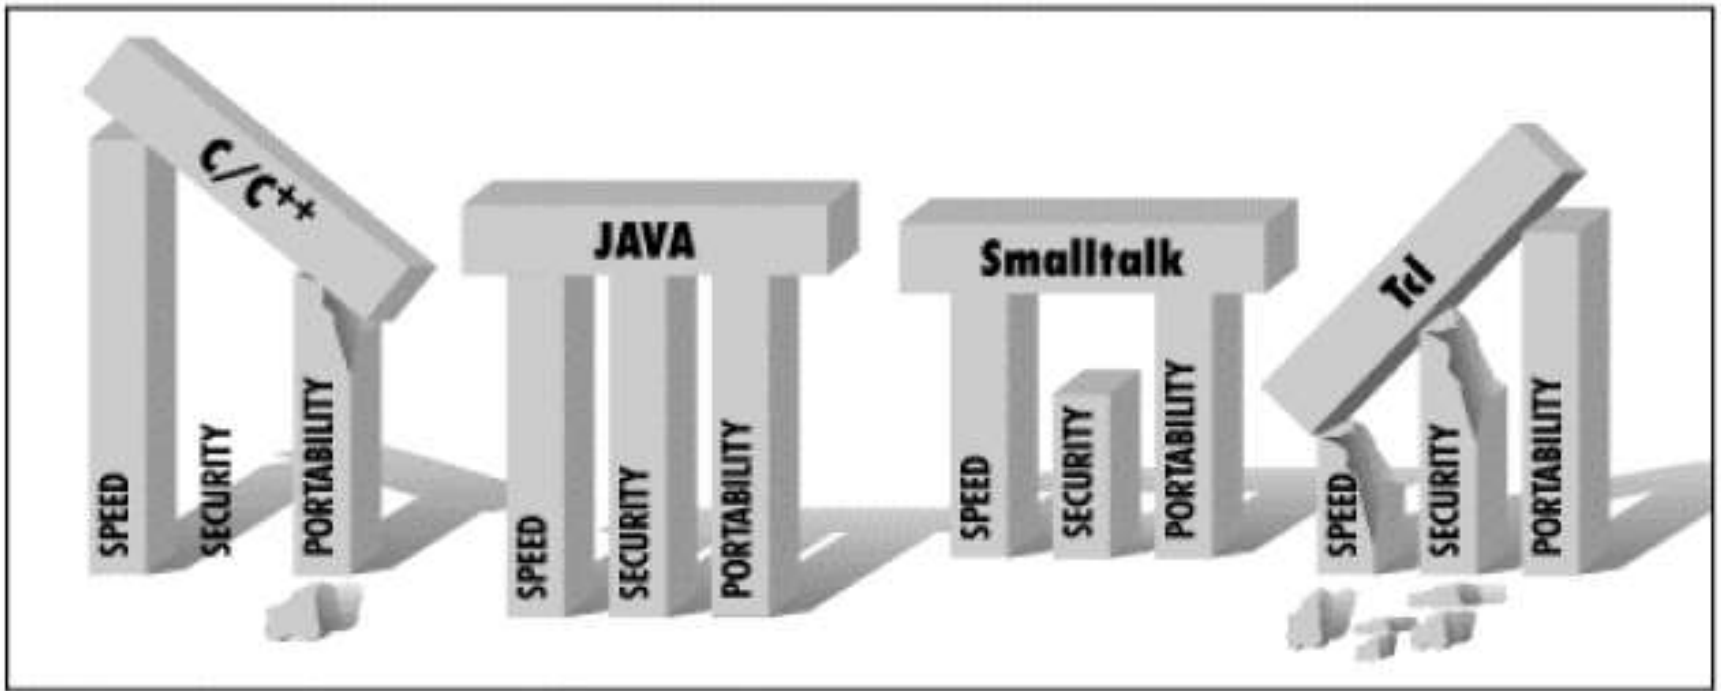 C/C++
SPEED
SECURITY
PORTABILITY
JAVA
SPEED
SECURITY
PORTABILITY
Smalltalk
SPEED
SECURITY
PORTABILITY
Tcl
SPEED
SECURITY
PORTABILITY